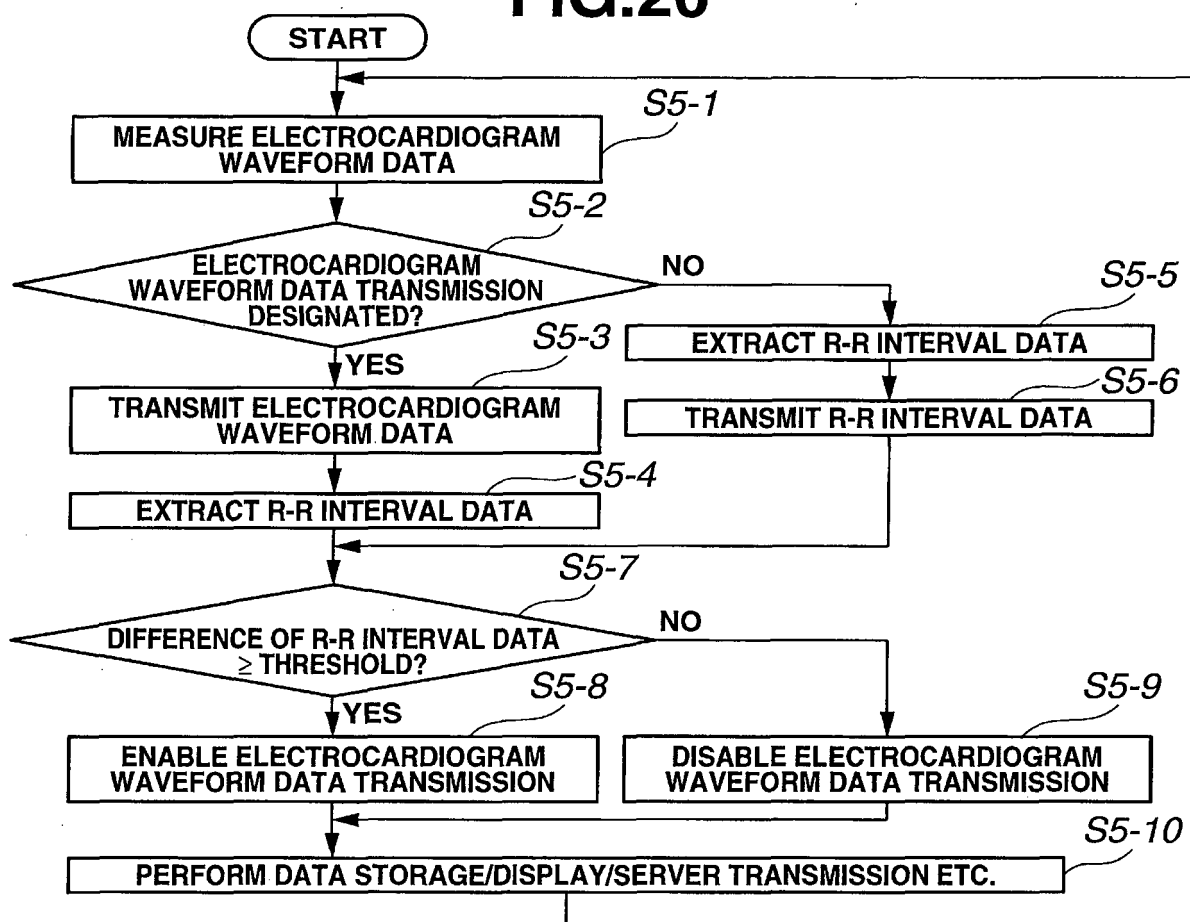 FIG.20
START
S5-1
MEASURE ELECTROCARDIOGRAM
WAVEFORM DATA
S5-2
ELECTROCARDIOGRAM
WAVEFORM DATA TRANSMISSION
DESIGNATED?
NO
YES
S5-3
TRANSMIT ELECTROCARDIOGRAM
WAVEFORM DATA
S5-4
EXTRACT R-R INTERVAL DATA
S5-5
EXTRACT R-R INTERVAL DATA
S5-6
TRANSMIT R-R INTERVAL DATA
S5-7
DIFFERENCE OF R-R INTERVAL DATA
≥ THRESHOLD?
NO
YES
S5-8
ENABLE ELECTROCARDIOGRAM
WAVEFORM DATA TRANSMISSION
S5-9
DISABLE ELECTROCARDIOGRAM
WAVEFORM DATA TRANSMISSION
S5-10
PERFORM DATA STORAGE/DISPLAY/SERVER TRANSMISSION ETC.